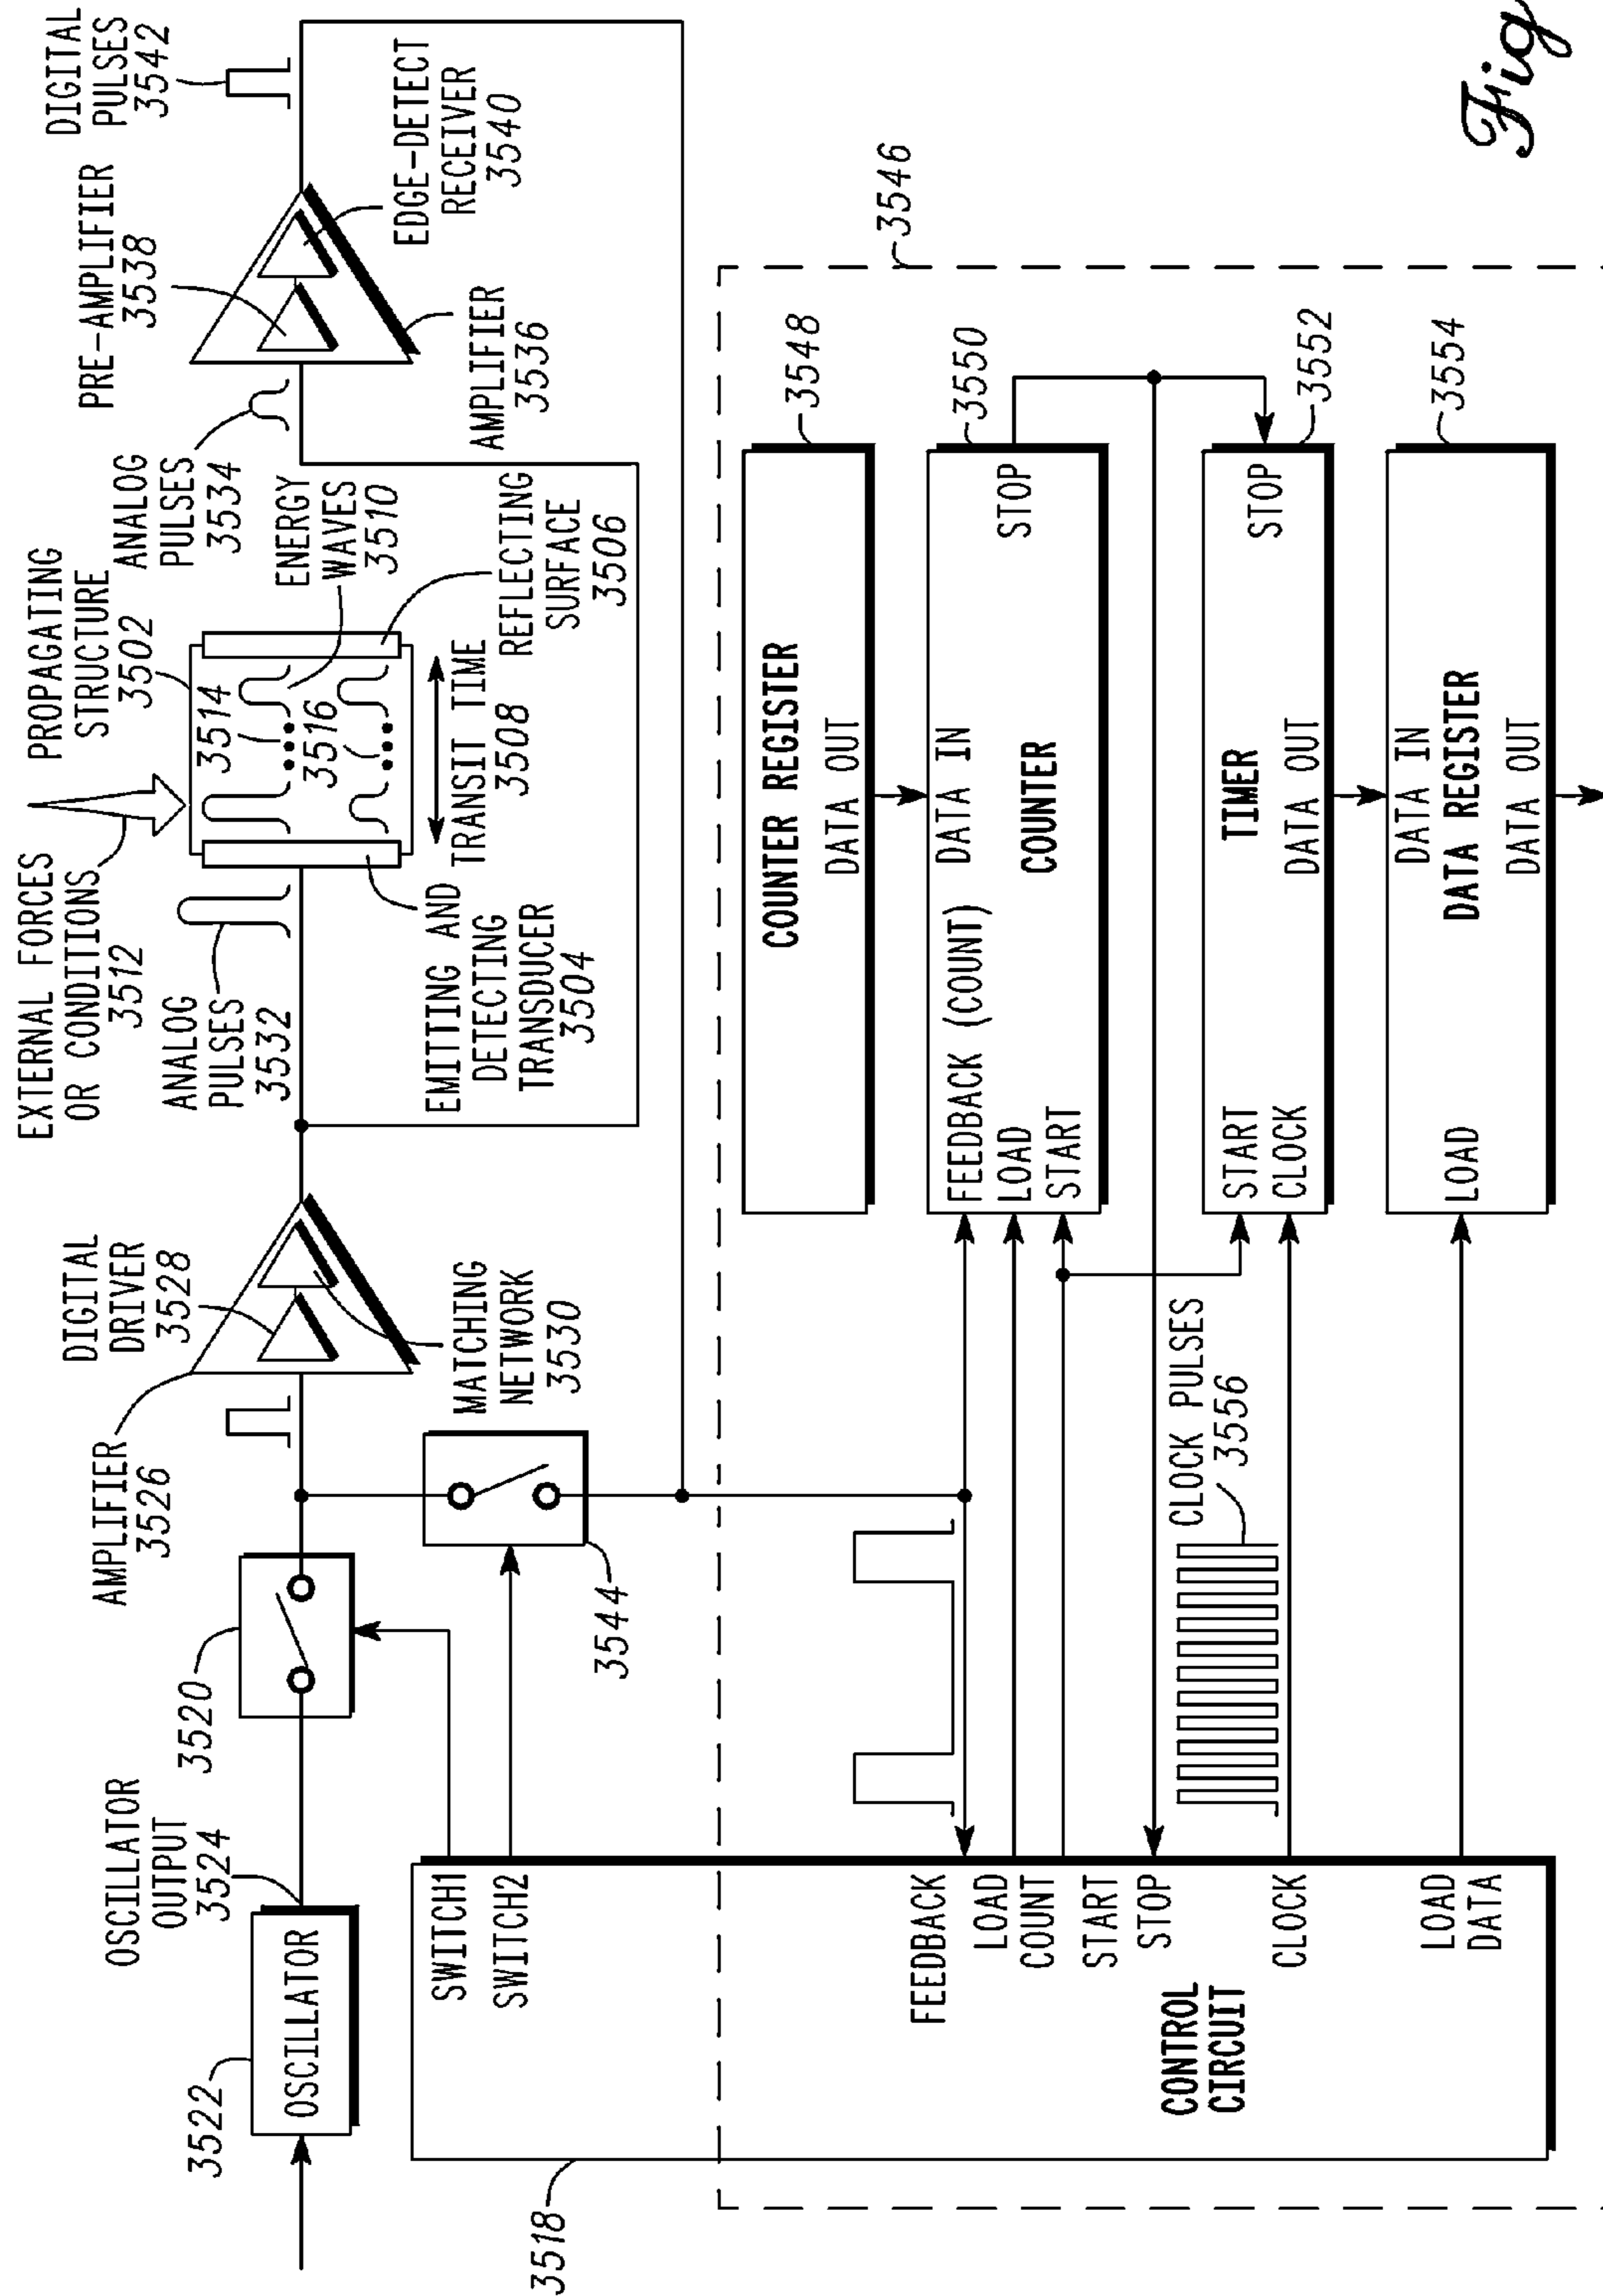 EXTERNAL FORCES
OR CONDITIONS
3512
PROPAGATING
STRUCTURE
3502
DIGITAL
PULSES
3542
PRE-AMPLIFIER
3538
ANALOG
PULSES
3534
ENERGY
WAVES
3510
3514
3516
ANALOG
PULSES
3532
DIGITAL
DRIVER
3528
AMPLIFIER
3526
EDGE-DETECT
RECEIVER
3540
AMPLIFIER
3536
REFLECTING
SURFACE
3506
TRANSIT TIME
3508
EMITTING AND
DETECTING
TRANSDUCER
3504
MATCHING
NETWORK
3530
3520
OSCILLATOR
OUTPUT
3524
3522
OSCILLATOR
3544
3518
SWITCH1
SWITCH2
FEEDBACK
LOAD
COUNT
START
STOP
CLOCK
LOAD
DATA
CONTROL
CIRCUIT
CLOCK PULSES
3556
3546
3548
COUNTER REGISTER
DATA OUT
3550
FEEDBACK (COUNT)
LOAD
START
DATA IN
COUNTER
STOP
3552
START
CLOCK
TIMER
DATA OUT
STOP
3554
LOAD
DATA IN
DATA REGISTER
DATA OUT
Fig